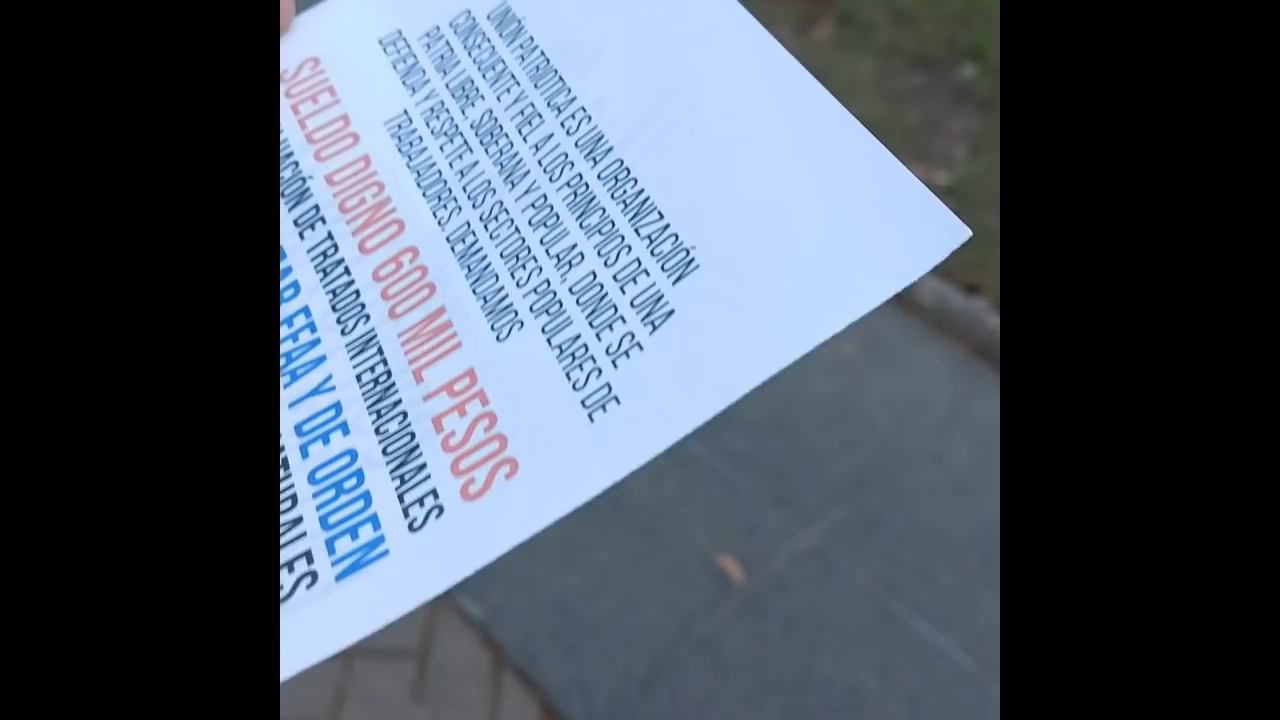 UNIÓN PATRIÓTICA ES UNA ORGANIZACIÓN
CONSECUENTE Y FIEL A LOS PRINCIPIOS DE UNA
PATRIA LIBRE, SOBERANA Y POPULAR, DONDE SE
DEFIENDA Y RESPETE A LOS SECTORES POPULARES DE
TRABAJADORES. DEMANDAMOS
SUELDO DIGNO 600 MIL PESOS
DE TRATADOS INTERNACIONALES
FFAA Y DE ORDEN